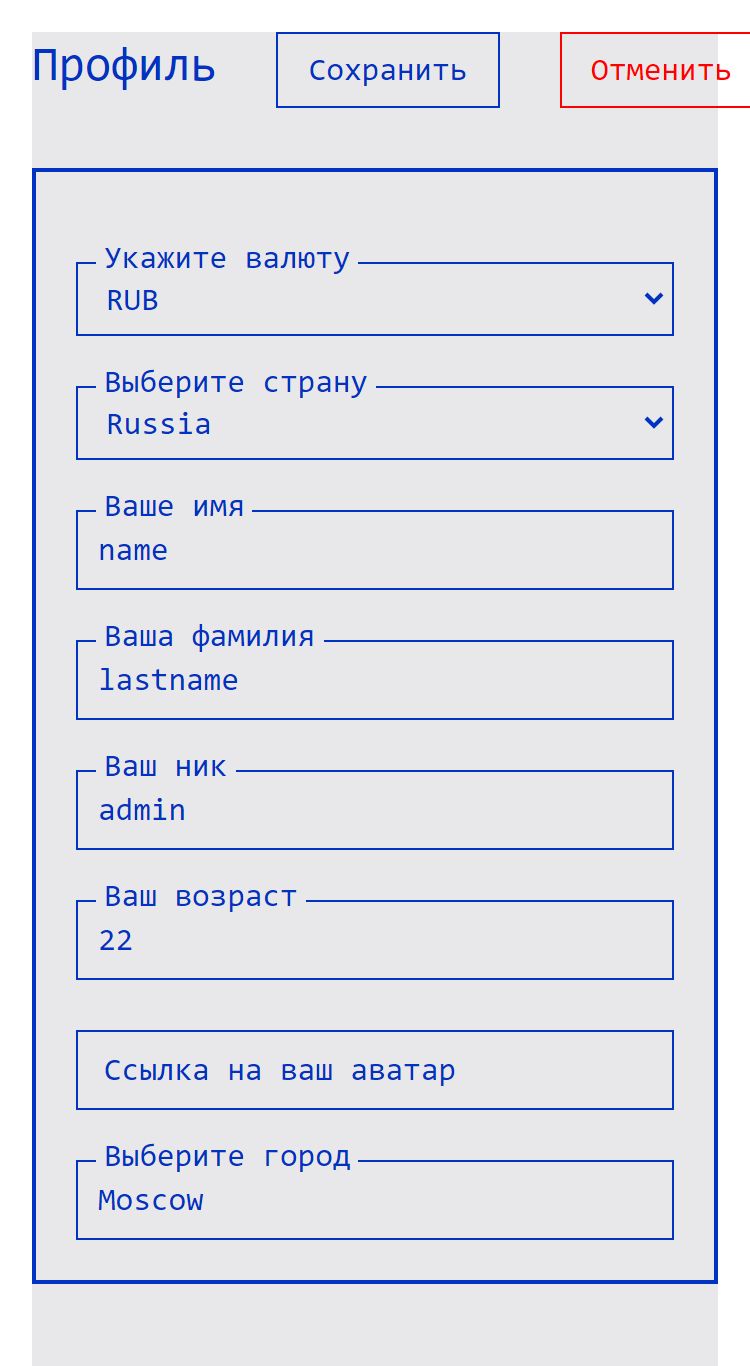 Профиль Сохранить Отменить
Укажите валюту
RUB
Выберите страну
Russia
Ваше имя
name
Ваша фамилия
lastname
Ваш ник
admin
Ваш возраст
22
Ссылка на ваш аватар
Выберите город
Moscow